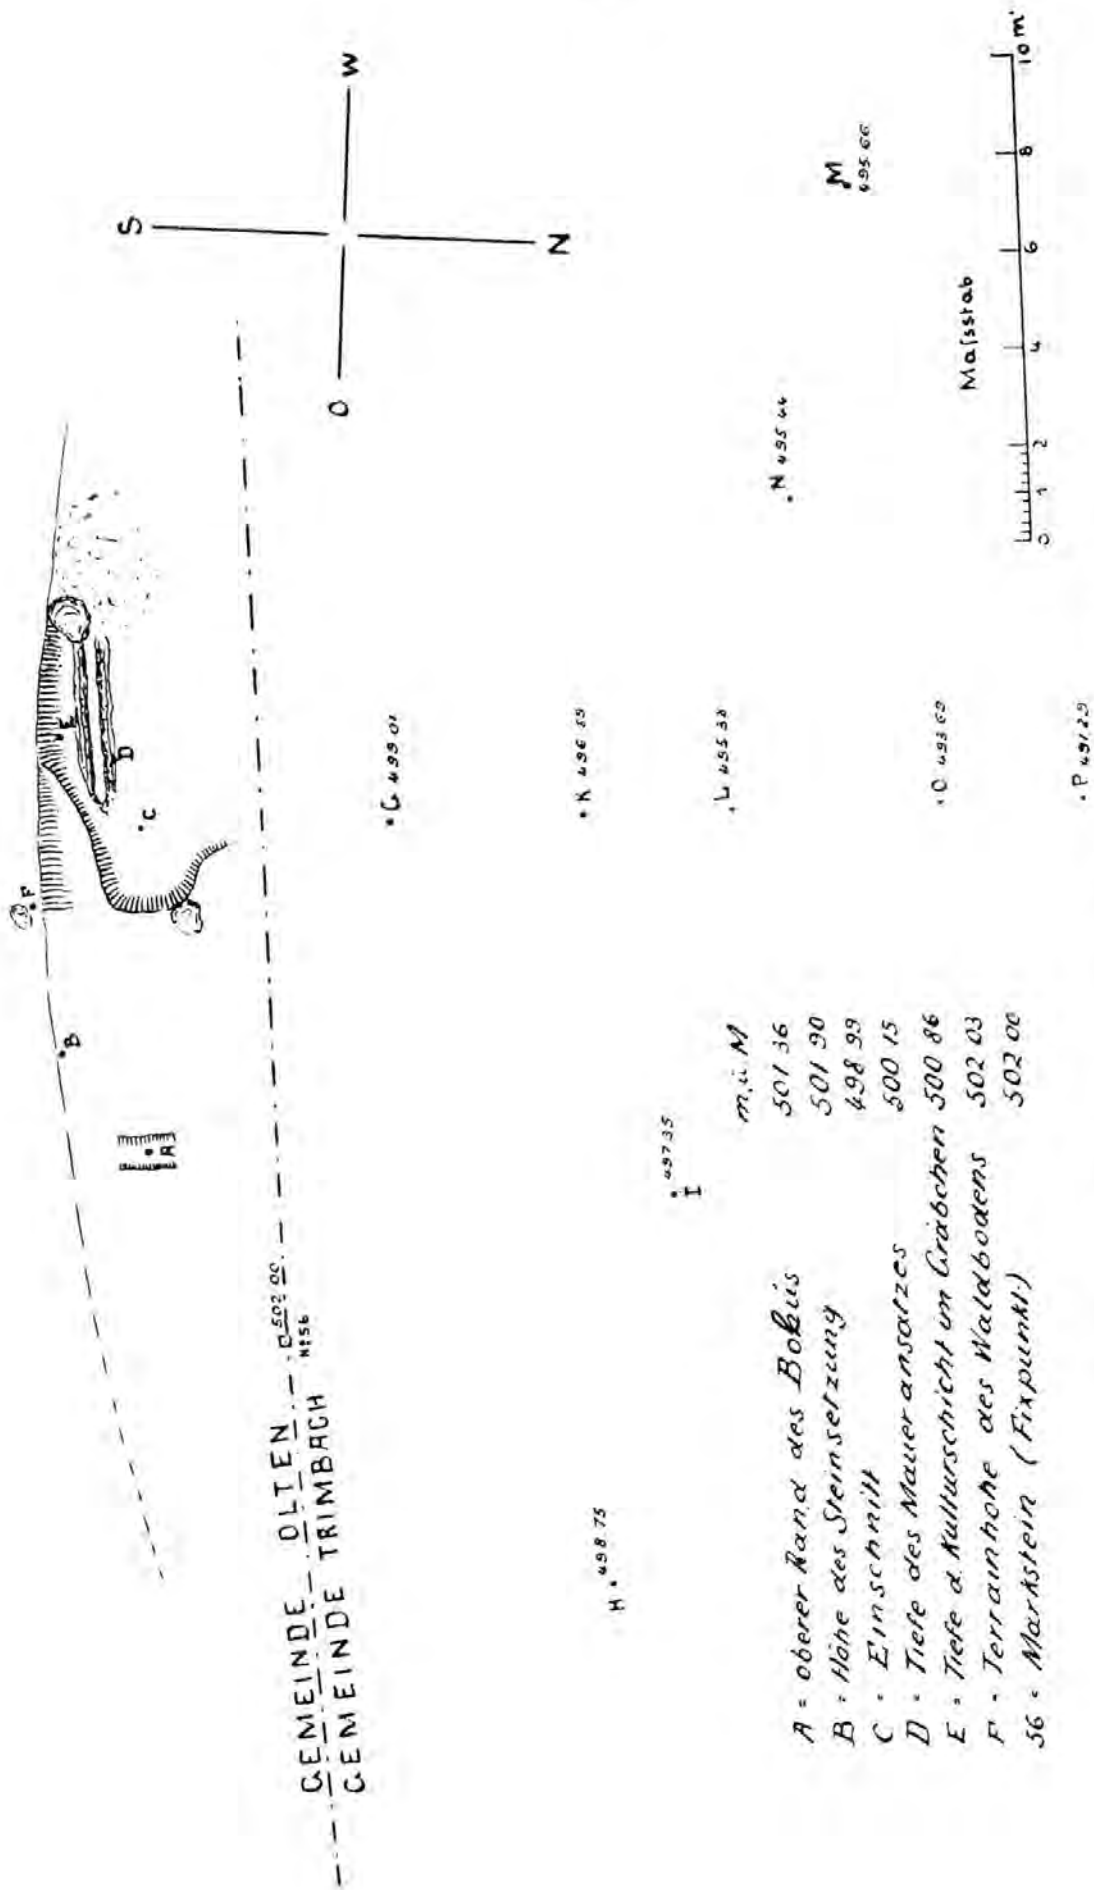 S
W
O
N
F
B
E
D
C
A
GEMEINDE OLTEN
GEMEINDE TRIMBACH
502 00
Nº 56
G 499 01
K 496 59
L 495 38
O 493 69
P 491.29
N 495 44
M
495.66
I 497 35
H 498.75
Massstab
0 1 2 4 6 8 10 m'
m.ü.M
A = oberer Rand des 501 36
B = Höhe des Steinsetzung 501 90
C = Einschnitt 498 99
D = Tiefe des Maueransatzes 500 15
E = Tiefe d. Kulturschicht im Gräbchen 500 86
F = Terrainhöhe des Waldbodens 502 03
56 = Markstein (Fixpunkt) 502 00